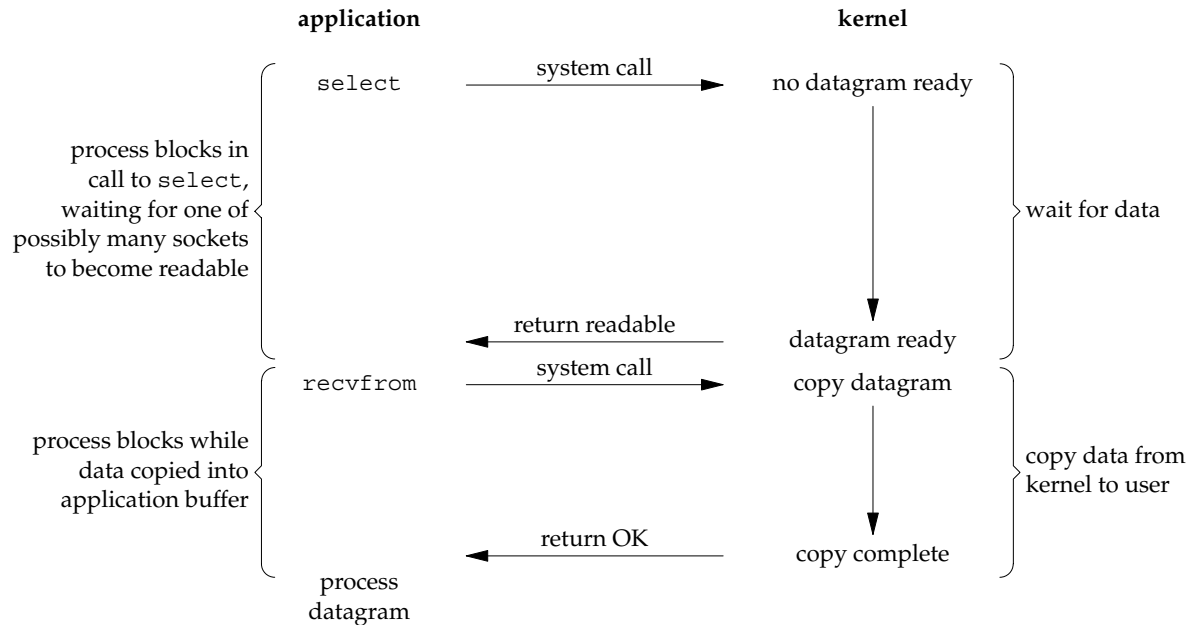 application
kernel
select
system call
no datagram ready
process blocks in
call to select,
waiting for one of
possibly many sockets
to become readable
wait for data
return readable
datagram ready
recvfrom
system call
copy datagram
process blocks while
data copied into
application buffer
copy data from
kernel to user
return OK
copy complete
process
datagram